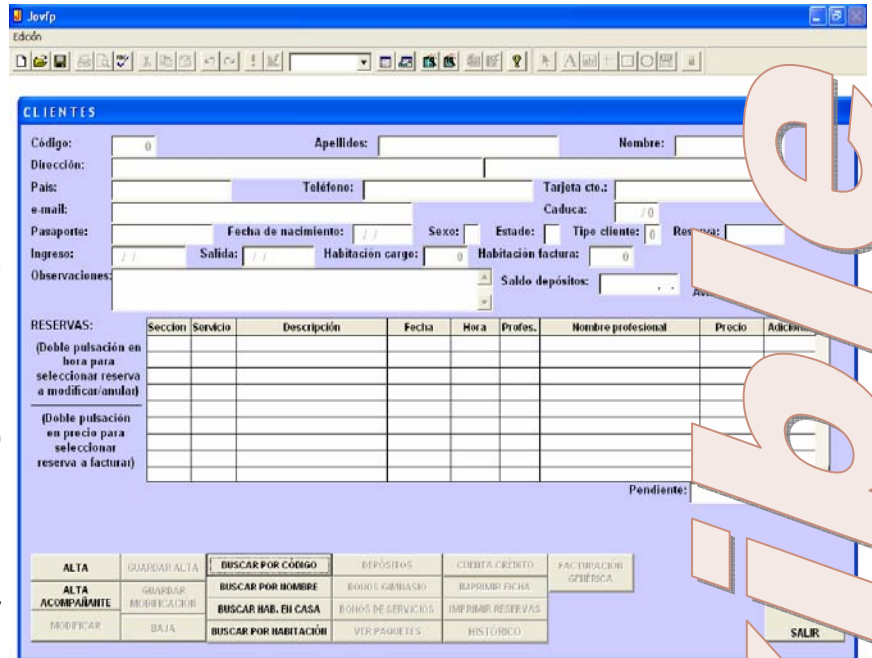 Jovfp
Edición
CLIENTES
Código: 0 Apellidos: Nombre:
Dirección:
País: Teléfono: Tarjeta cto.:
e-mail: Caduca: / 0
Pasaporte: Fecha de nacimiento: / / Sexo: Estado: Tipo cliente: 0
Ingreso: / / Salida: / / Habitación cargo: 0 Habitación factura: 0
Observaciones: Saldo depósitos: , .
RESERVAS: Seccion Servicio Descripción Fecha Hora Profes. Nombre profesional Precio
(Doble pulsación en
hora para
seleccionar reserva
a modificar/anular)
(Doble pulsación
en precio para
seleccionar
reserva a facturar)
Pendiente:
ALTA GUARDAR ALTA BUSCAR POR CÓDIGO DEPÓSITOS CUENTA CRÉDITO FACTURACIÓN GENÉRICA
ALTA ACOMPAÑANTE GUARDAR MODIFICACION BUSCAR POR NOMBRE BONOS GIMNASIO IMPRIMIR FICHA
BUSCAR HAB. EN CASA BONOS DE SERVICIOS IMPRIMIR RESERVAS
MODIFICAR BAJA BUSCAR POR HABITACIÓN VER PAQUETES HISTÓRICO SALIR
ible